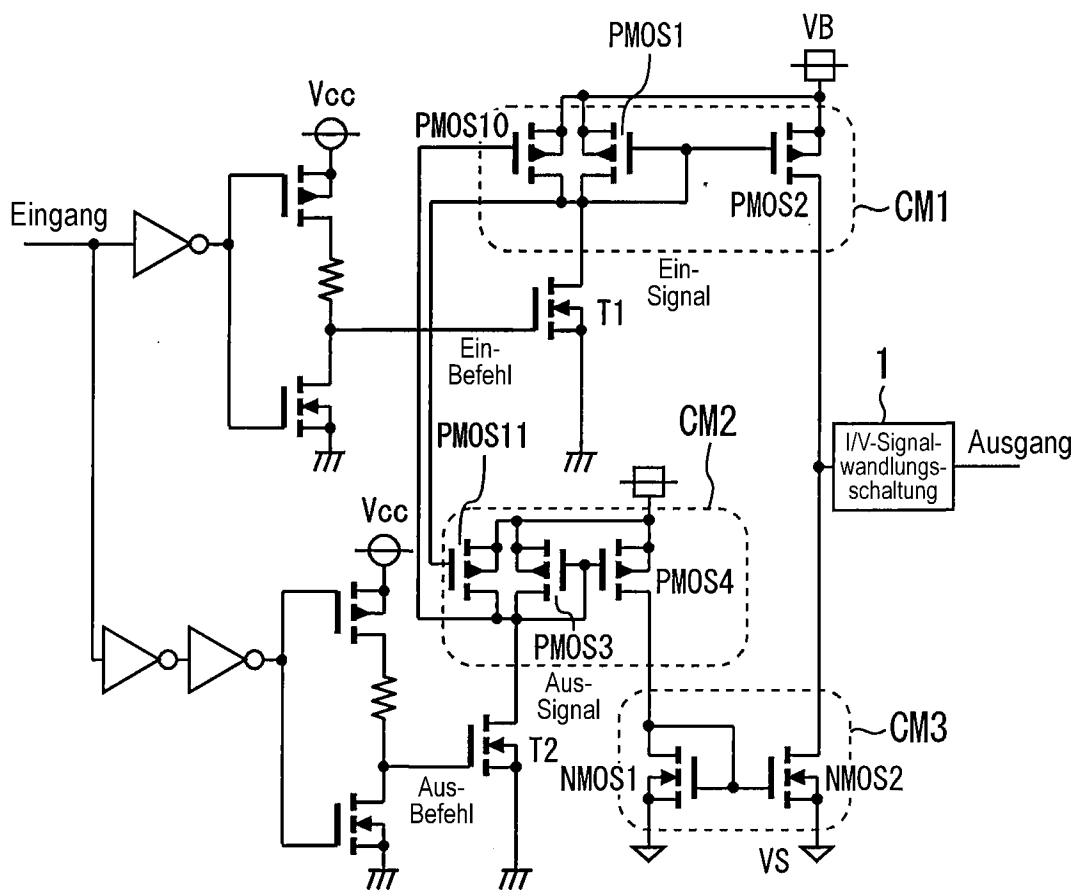 PMOS1
VB
Vcc
PMOS10
Eingang
PMOS2
CM1
Ein-
Signal
T1
Ein-
Befehl
1
I/V-Signal-
wandlungs-
schaltung
Ausgang
CM2
PMOS11
Vcc
PMOS4
PMOS3
Aus-
Signal
T2
CM3
NMOS1
NMOS2
Aus-
Befehl
VS